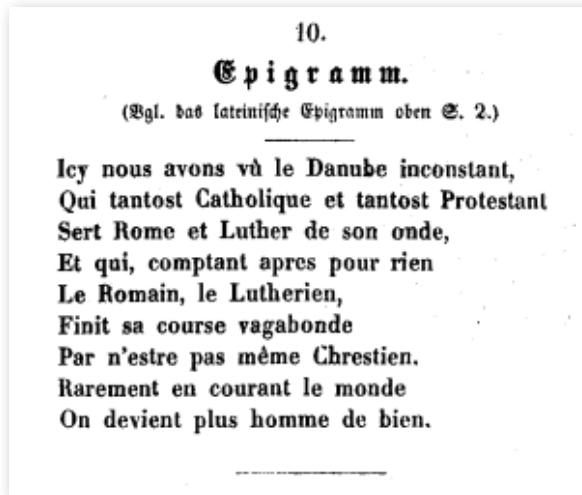 10.
Epigramm.
(Vgl. das lateinische Epigramm oben S. 2.)
Icy nous avons vù le Danube inconstant,
Qui tantost Catholique et tantost Protestant
Sert Rome et Luther de son onde,
Et qui, comptant apres pour rien
Le Romain, le Lutherien,
Finit sa course vagabonde
Par n'estre pas même Chrestien.
Rarement en courant le monde
On devient plus homme de bien.